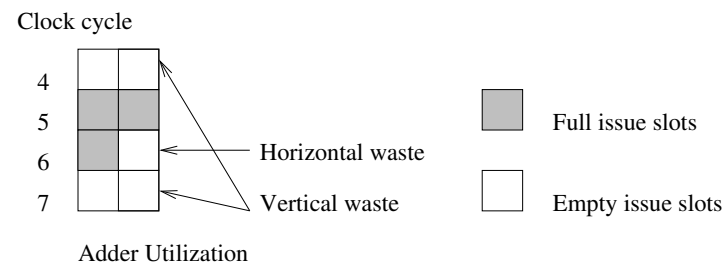 Clock cycle
4
5
6
7
Horizontal waste
Vertical waste
Adder Utilization
Full issue slots
Empty issue slots